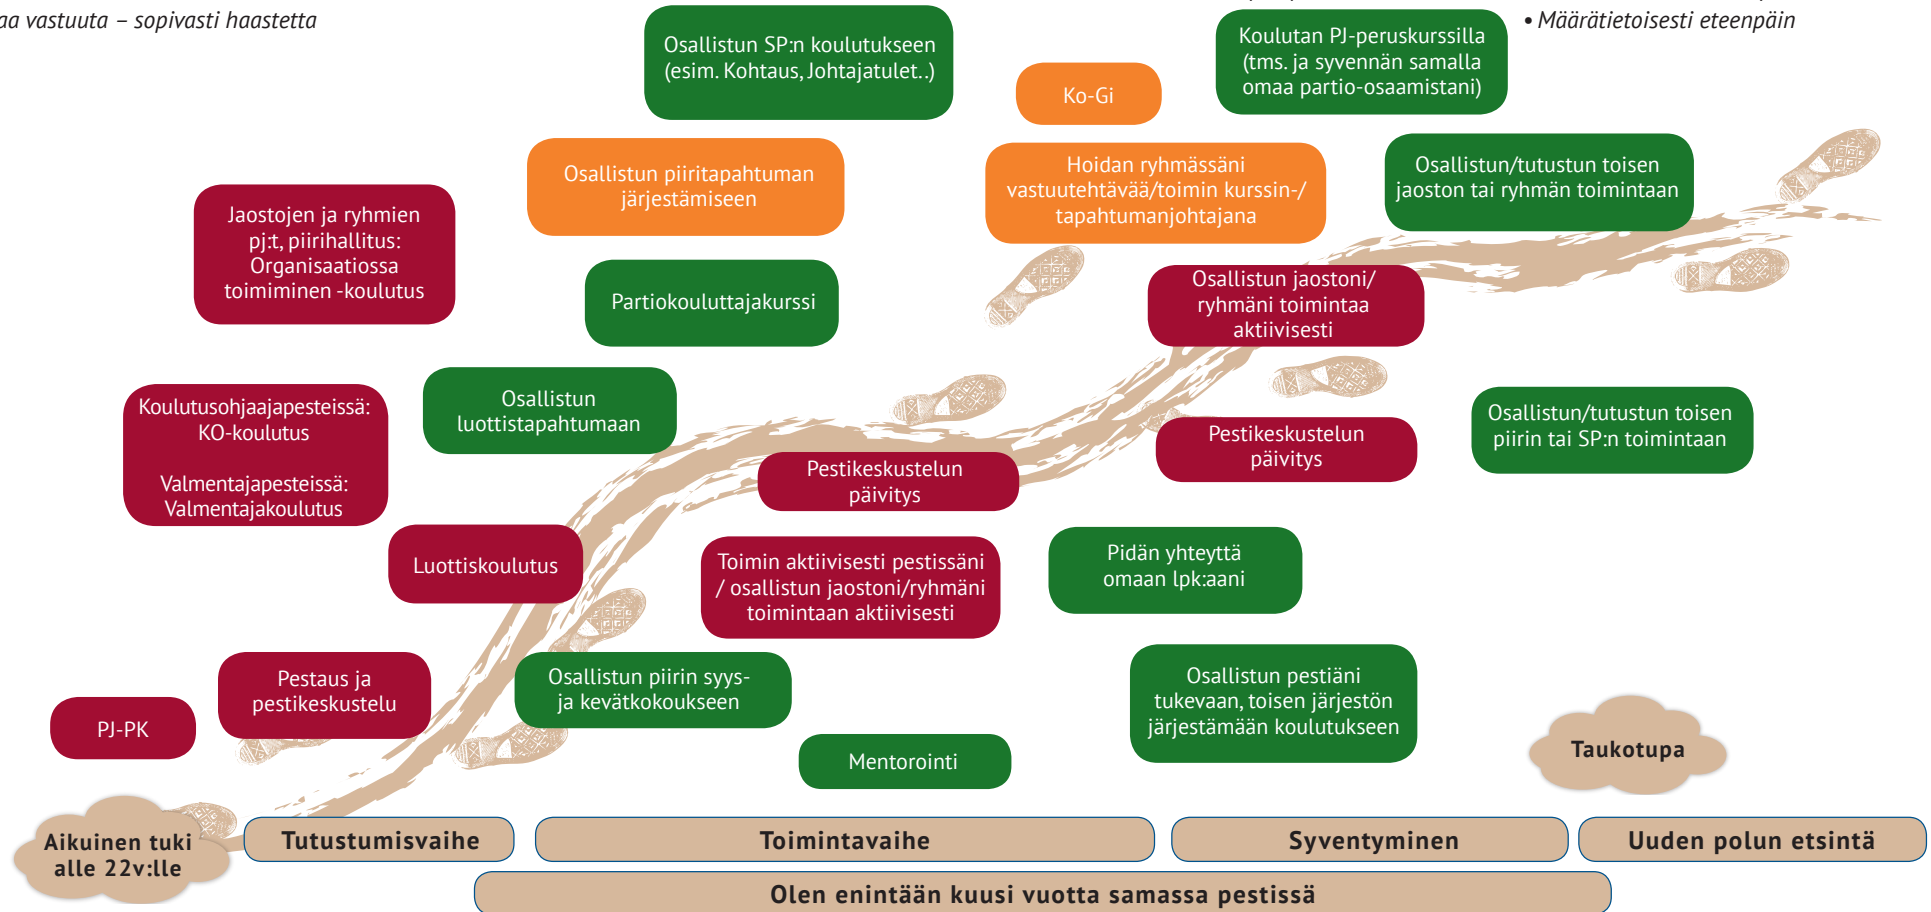 aa vastuuta – sopivasti haastetta
• Määrätietoisesti eteenpäin
Osallistun SP:n koulutukseen
(esim. Kohtaus, Johtajatulet..)
Ko-Gi
Koulutan PJ-peruskurssilla
(tms. ja syvennän samalla
omaa partio-osaamistani)
Osallistun piiritapahtuman
järjestämiseen
Hoidan ryhmässäni
vastuutehtävää/toimin kurssin-/
tapahtumanjohtajana
Osallistun/tutustun toisen
jaoston tai ryhmän toimintaan
Jaostojen ja ryhmien
pj:t, piirihallitus:
Organisaatiossa
toimiminen -koulutus
Partiokouluttajakurssi
Osallistun jaostoni/
ryhmäni toimintaa
aktiivisesti
Koulutusohjaajapesteissä:
KO-koulutus
Valmentajapesteissä:
Valmentajakoulutus
Osallistun
luottistapahtumaan
Pestikeskustelun
päivitys
Pestikeskustelun
päivitys
Osallistun/tutustun toisen
piirin tai SP:n toimintaan
Luottiskoulutus
Toimin aktiivisesti pestissäni
/ osallistun jaostoni/ryhmäni
toimintaan aktiivisesti
Pidän yhteyttä
omaan lpk:aani
PJ-PK
Pestaus ja
pestikeskustelu
Osallistun piirin syys-
ja kevätkokoukseen
Mentorointi
Osallistun pestiäni
tukevaan, toisen järjestön
järjestämään koulutukseen
Taukotupa
Aikuinen tuki
alle 22v:lle
Tutustumisvaihe
Toimintavaihe
Syventyminen
Uuden polun etsintä
Olen enintään kuusi vuotta samassa pestissä